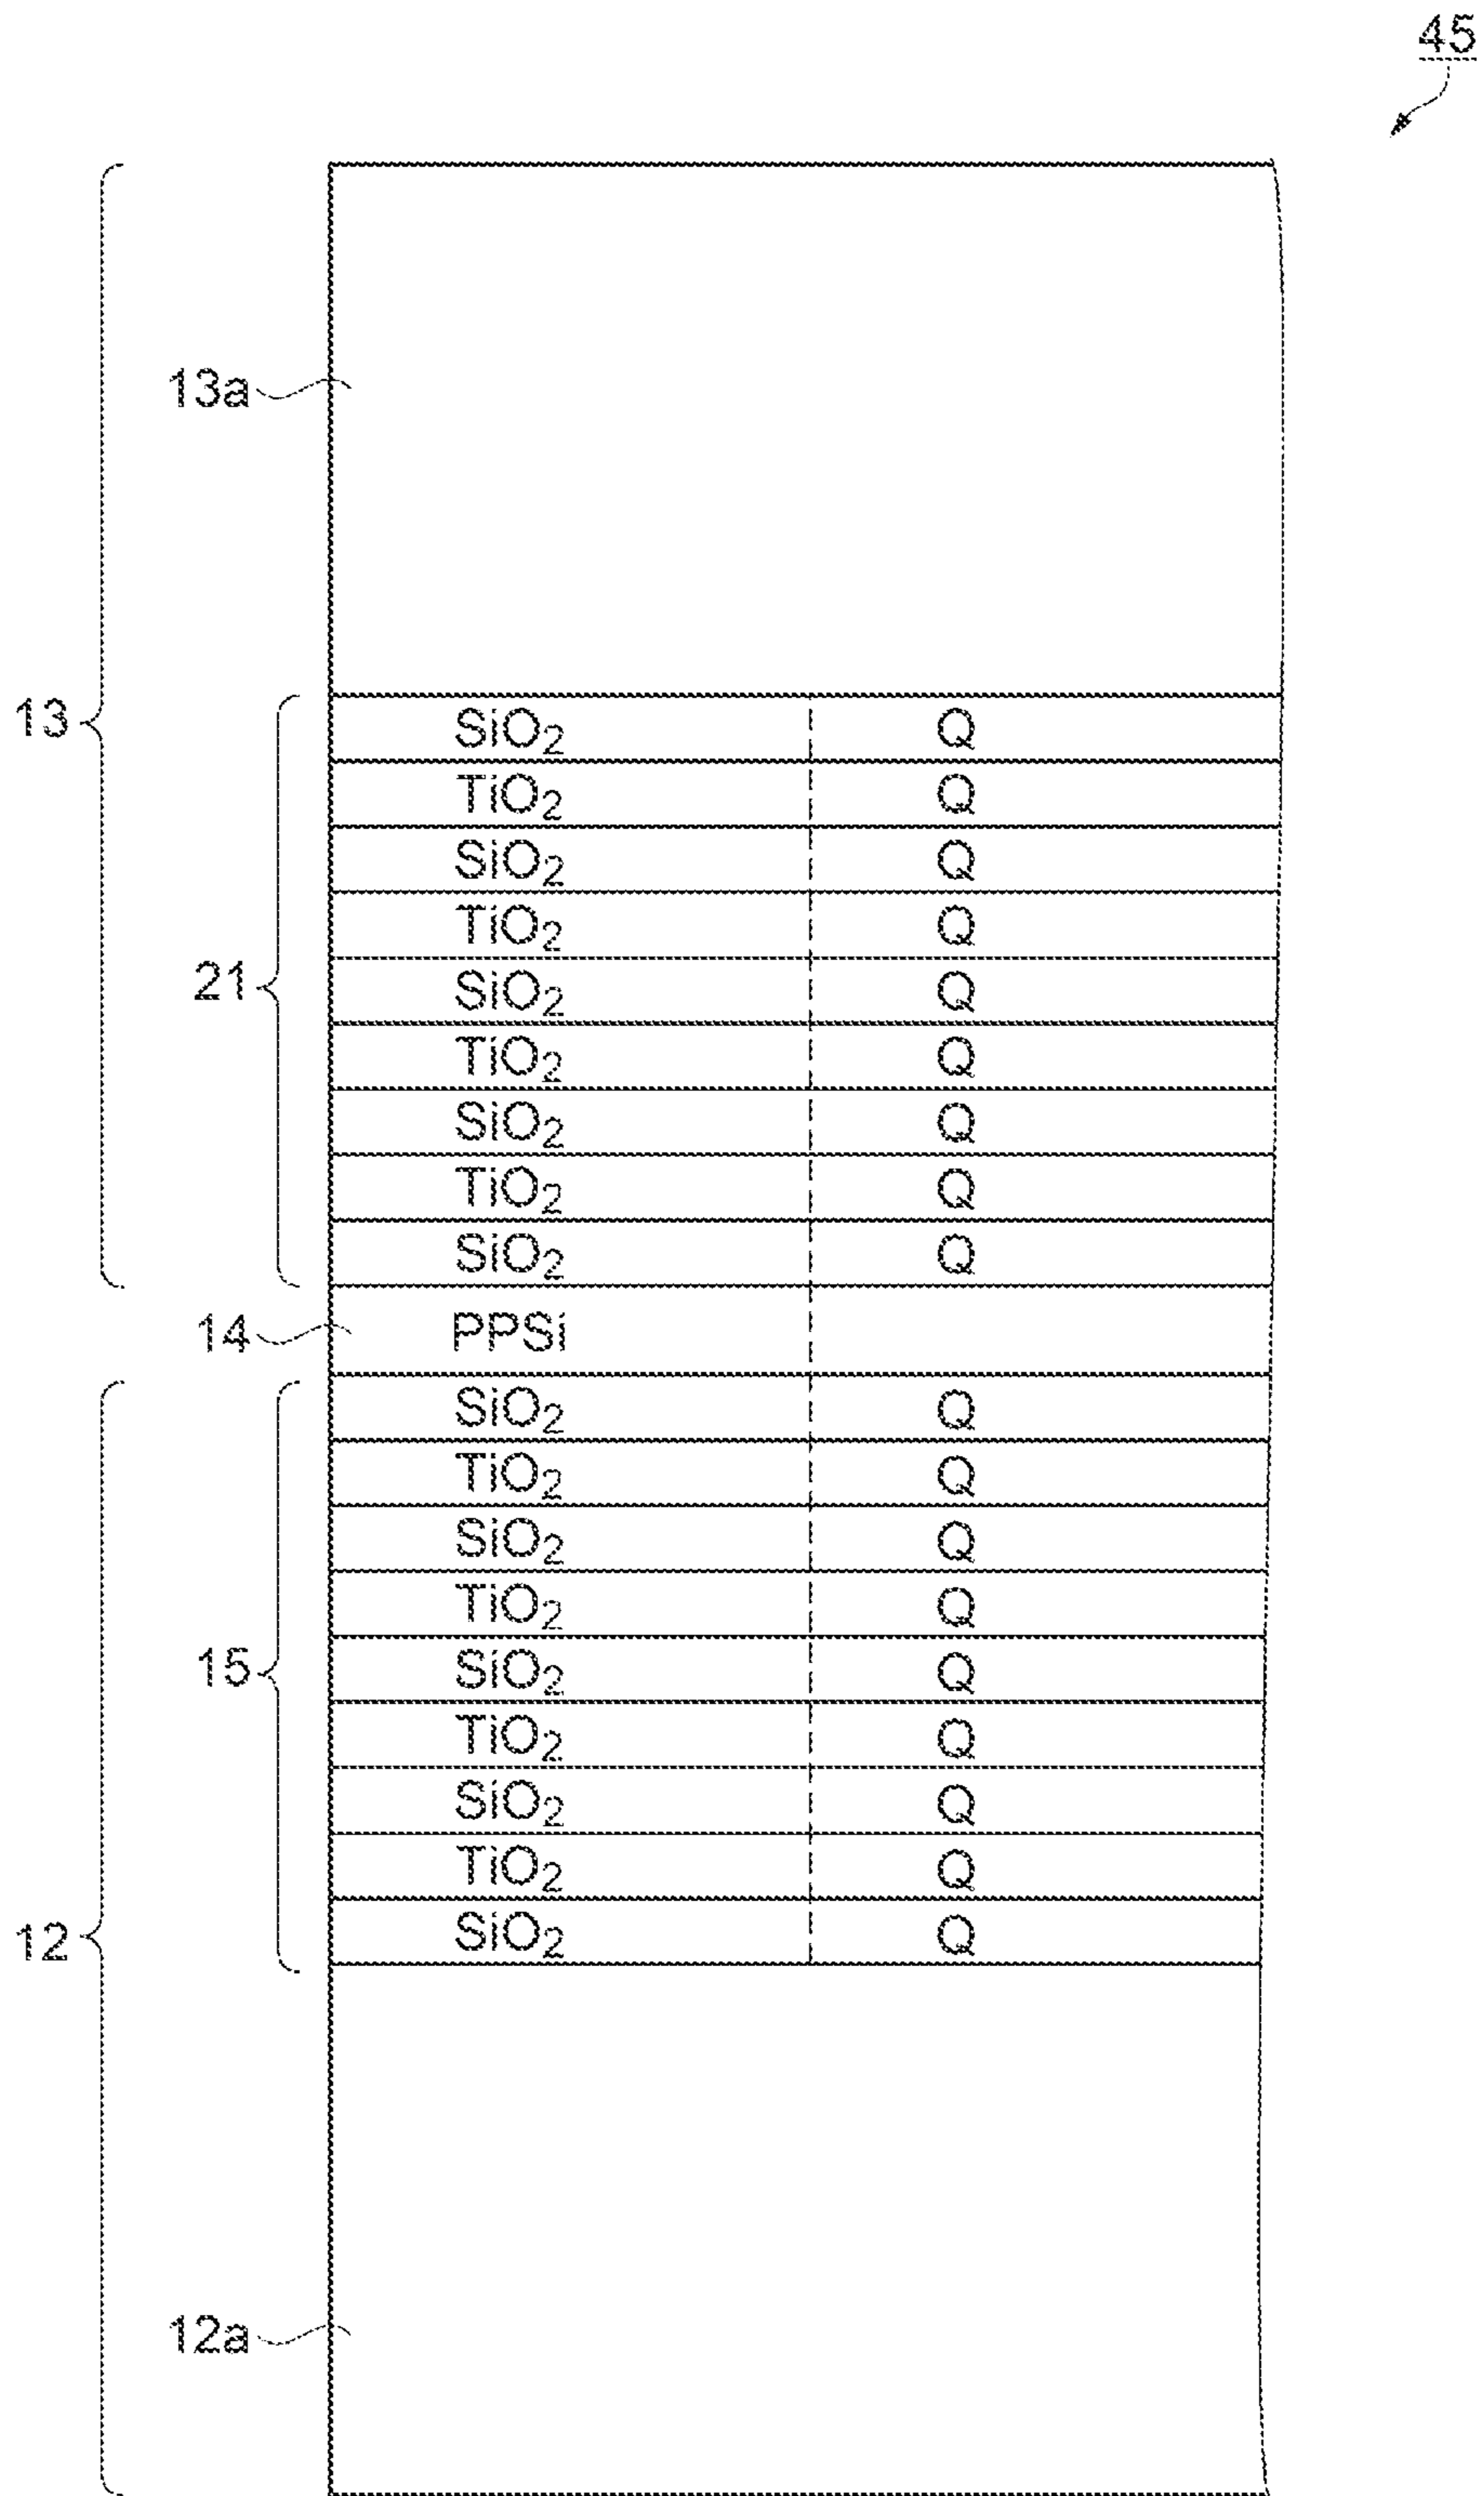 45
13a
13
SiO₂ Q
TiO₂ Q
SiO₂ Q
TiO₂ Q
21
SiO₂ Q
TiO₂ Q
SiO₂ Q
TiO₂ Q
SiO₂ Q
14 PPSi
SiO₂ Q
TiO₂ Q
SiO₂ Q
TiO₂ Q
15
SiO₂ Q
TiO₂ Q
SiO₂ Q
TiO₂ Q
12
SiO₂ Q
12a